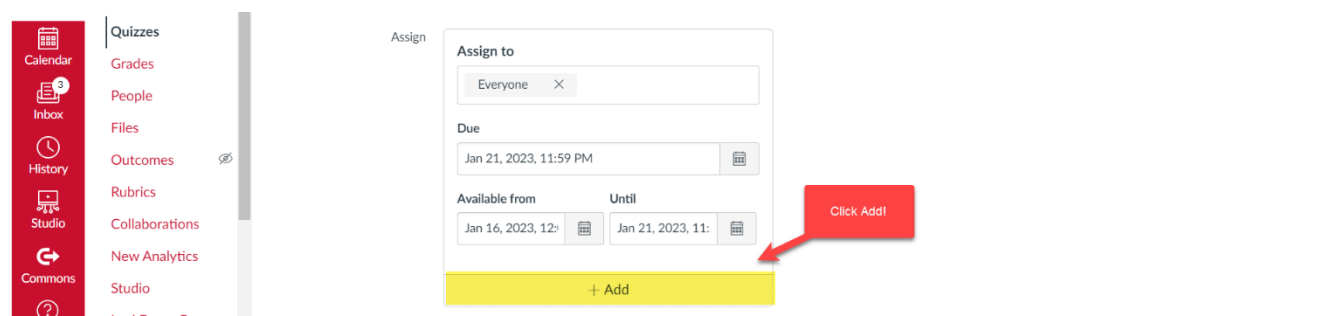 Calendar
3
Inbox
History
Studio
Commons
Quizzes
Grades
People
Files
Outcomes
Rubrics
Collaborations
New Analytics
Studio
Assign
Assign to
Everyone
Due
Jan 21, 2023, 11:59 PM
Available from Until
Jan 16, 2023, 12: Jan 21, 2023, 11:
+ Add
Click Add!